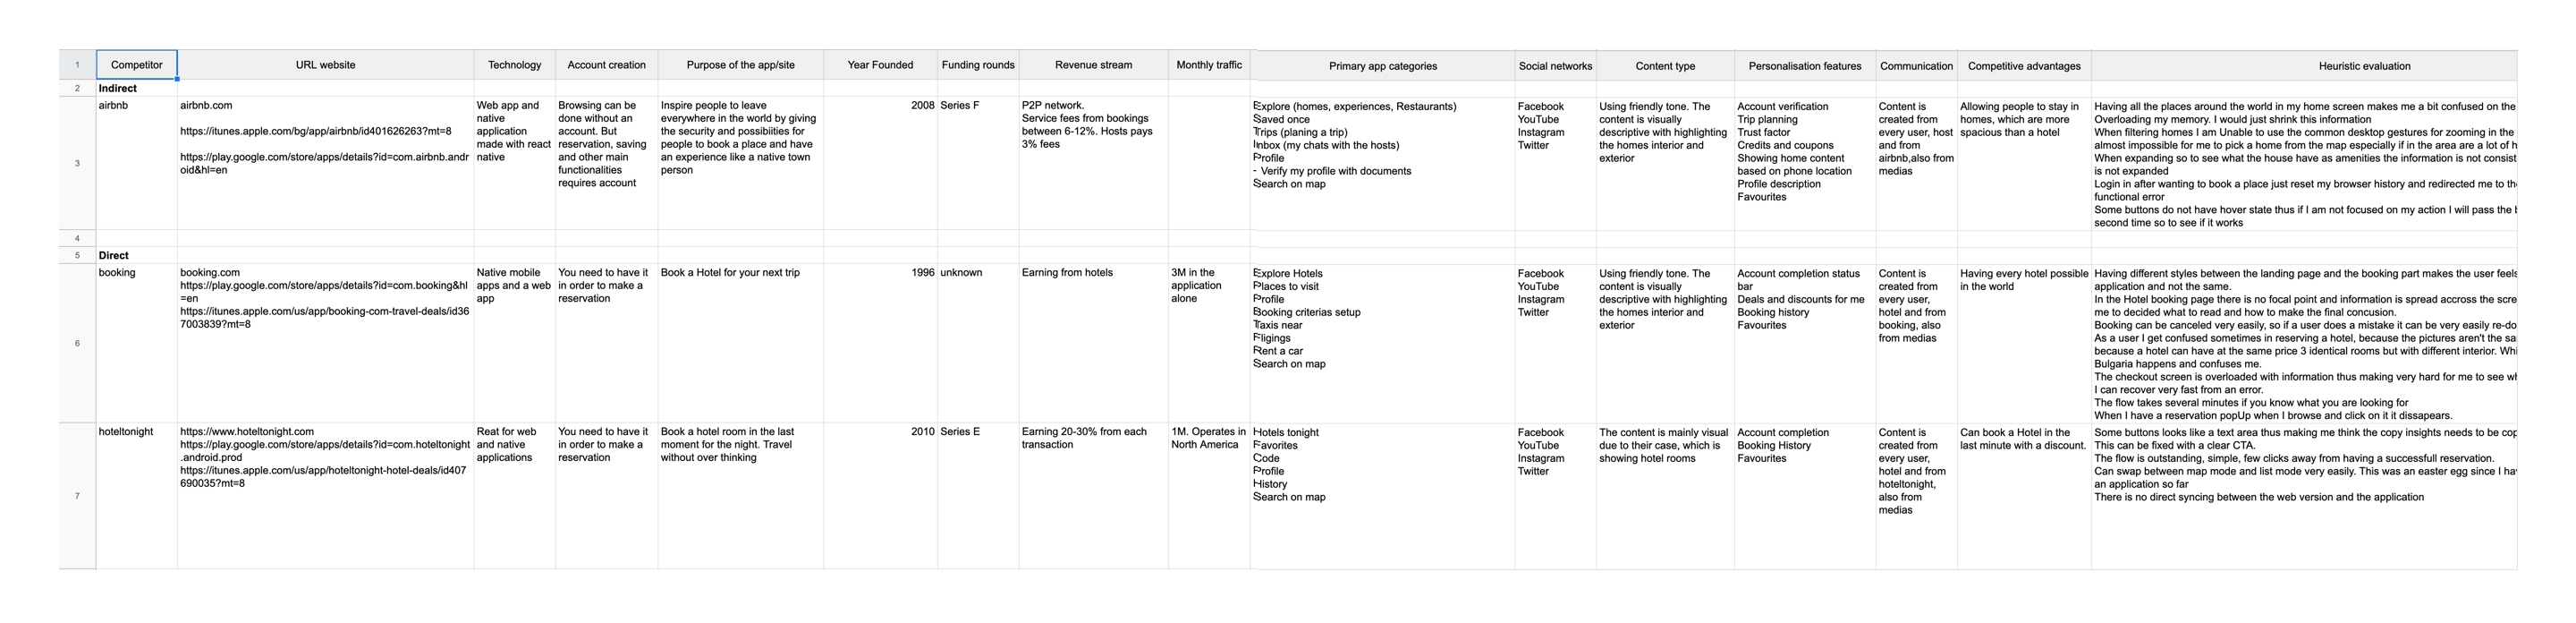 1 Competitor URL website Technology Account creation Purpose of the app/site Year Founded Funding rounds Revenue stream Monthly traffic Primary app categories Social networks Content type Personalisation features Communication Competitive advantages Heuristic evaluation
2 Indirect
3
airbnb
airbnb.com
https://itunes.apple.com/bg/app/airbnb/id401626263?mt=8
https://play.google.com/store/apps/details?id=com.airbnb.andr
oid&hl=en
Web app and
native
application
made with react
native
Browsing can be
done without an
account. But
reservation, saving
and other main
functionalities
requires account
Inspire people to leave
everywhere in the world by giving
the security and possibiities for
people to book a place and have
an experience like a native town
person
2008
Series F
P2P network.
Service fees from bookings
between 6-12%. Hosts pays
3% fees
Explore (homes, experiences, Restaurants)
Saved once
Trips (planing a trip)
Inbox (my chats with the hosts)
Profile
- Verify my profile with documents
Search on map
Facebook
YouTube
Instagram
Twitter
Using friendly tone. The
content is visually
descriptive with highlighting
the homes interior and
exterior
Account verification
Trip planning
Trust factor
Credits and coupons
Showing home content
based on phone location
Profile description
Favourites
Content is
created from
every user, host
and from
airbnb,also from
medias
Allowing people to stay in
homes, which are more
spacious than a hotel
Having all the places around the world in my home screen makes me a bit confused on the
Overloading my memory. I would just shrink this information
When filtering homes I am Unable to use the common desktop gestures for zooming in the
almost impossible for me to pick a home from the map especially if in the area are a lot of
When expanding so to see what the house have as amenities the information is not consist
is not expanded
Login in after wanting to book a place just reset my browser history and redirected me to
functional error
Some buttons do not have hover state thus if I am not focused on my action I will pass the
second time so to see if it works
4
5 Direct
6
booking
booking.com
https://play.google.com/store/apps/details?id=com.booking&hl
=en
https://itunes.apple.com/us/app/booking-com-travel-deals/id36
7003839?mt=8
Native mobile
apps and a web
app
You need to have it
in order to make a
reservation
Book a Hotel for your next trip
1996
unknown
Earning from hotels
3M in the
application
alone
Explore Hotels
Places to visit
Profile
Booking criterias setup
Taxis near
Fligings
Rent a car
Search on map
Facebook
YouTube
Instagram
Twitter
Using friendly tone. The
content is visually
descriptive with highlighting
the homes interior and
exterior
Account completion status
bar
Deals and discounts for me
Booking history
Favourites
Content is
created from
every user,
hotel and from
booking, also
from medias
Having every hotel possible
in the world
Having different styles between the landing page and the booking part makes the user feels
application and not the same.
In the Hotel booking page there is no focal point and information is spread accross the scre
me to decided what to read and how to make the final concusion.
Booking can be canceled very easily, so if a user does a mistake it can be very easily re-do
As a user I get confused sometimes in reserving a hotel, because the pictures aren't the sa
because a hotel can have at the same price 3 identical rooms but with different interior. Whi
Bulgaria happens and confuses me.
The checkout screen is overloaded with information thus making very hard for me to see
I can recover very fast from an error.
The flow takes several minutes if you know what you are looking for
When I have a reservation popUp when I browse and click on it it dissapears.
7
hoteltonight
https://www.hoteltonight.com
https://play.google.com/store/apps/details?id=com.hoteltonight
.android.prod
https://itunes.apple.com/us/app/hoteltonight-hotel-deals/id407
690035?mt=8
Reat for web
and native
applications
You need to have it
in order to make a
reservation
Book a hotel room in the last
moment for the night. Travel
without over thinking
2010
Series E
Earning 20-30% from each
transaction
1M. Operates in
North America
Hotels tonight
Favorites
Code
Profile
History
Search on map
Facebook
YouTube
Instagram
Twitter
The content is mainly visual
due to their case, which is
showing hotel rooms
Account completion
Booking History
Favourites
Content is
created from
every user,
hotel and from
hoteltonight,
also from
medias
Can book a Hotel in the
last minute with a discount.
Some buttons looks like a text area thus making me think the copy insights needs to be cop
This can be fixed with a clear CTA.
The flow is outstanding, simple, few clicks away from having a successfull reservation.
Can swap between map mode and list mode very easily. This was an easter egg since I
an application so far
There is no direct syncing between the web version and the application